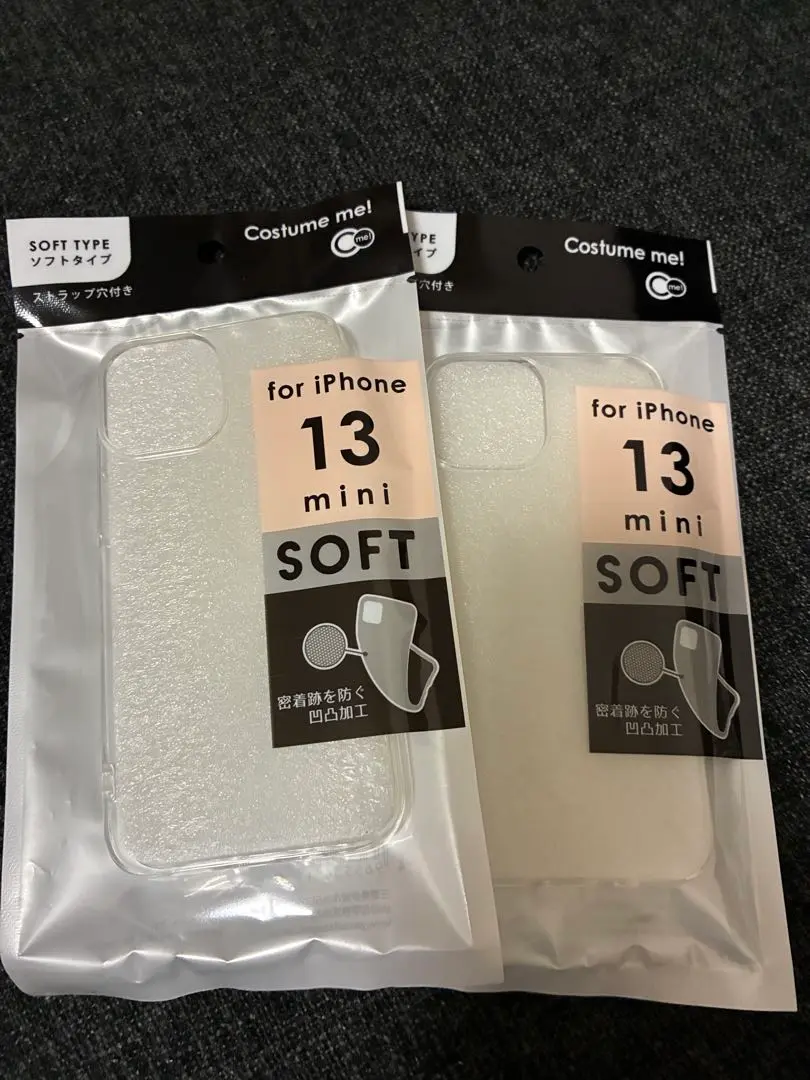 SOFT TYPE
ソフトタイプ
ストラップ穴付き
Costume me!
me!
for iPhone
13
mini
SOFT
密着跡を防ぐ
凹凸加工
YPE
イプ
穴付き
Costume me!
me!
for iPhone
13
mini
SOFT
密着跡を防ぐ
凹凸加工